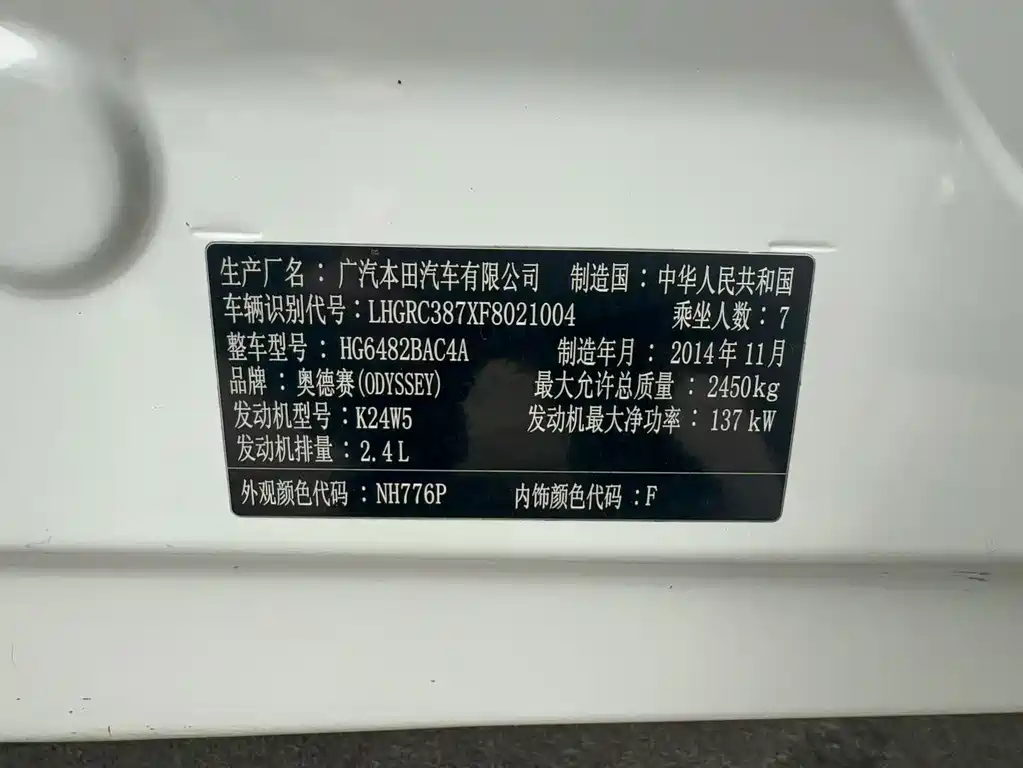 生产厂名：广汽本田汽车有限公司 制造国：中华人民共和国
车辆识别代号：LHGRC387XF8021004 乘坐人数：7
整车型号：HG6482BAC4A 制造年月：2014年11月
品牌：奥德赛(ODYSSEY) 最大允许总质量：2450kg
发动机型号：K24W5 发动机最大净功率：137kW
发动机排量：2.4L
外观颜色代码：NH776P 内饰颜色代码：F